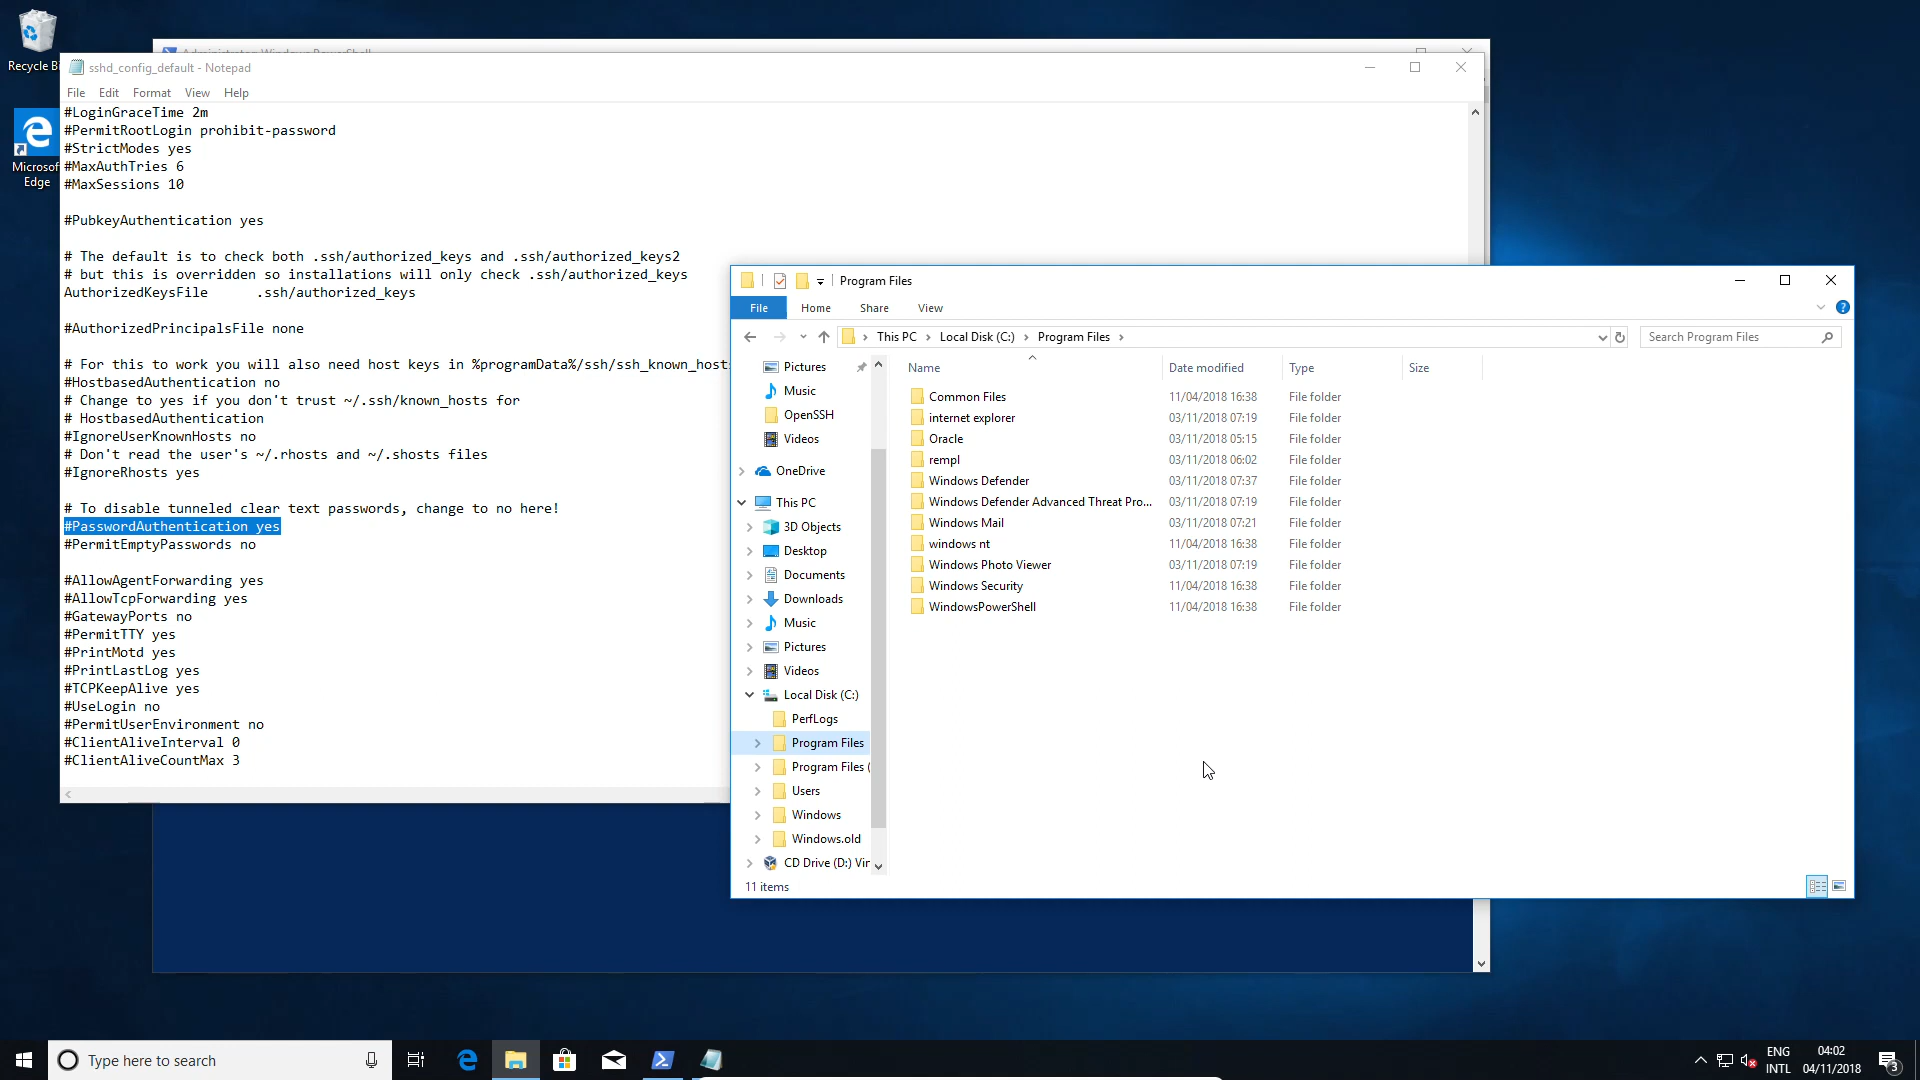 Recycle Bi
Microsof
Edge
Administrator: Windows PowerShell
sshd_config_default - Notepad
File Edit Format View Help
#LoginGraceTime 2m
#PermitRootLogin prohibit-password
#StrictModes yes
#MaxAuthTries 6
#MaxSessions 10
#PubkeyAuthentication yes
# The default is to check both .ssh/authorized_keys and .ssh/authorized_keys2
# but this is overridden so installations will only check .ssh/authorized_keys
AuthorizedKeysFile .ssh/authorized_keys
#AuthorizedPrincipalsFile none
# For this to work you will also need host keys in %programData%/ssh/ssh_known_hosts
#HostbasedAuthentication no
# Change to yes if you don't trust ~/.ssh/known_hosts for
# HostbasedAuthentication
#IgnoreUserKnownHosts no
# Don't read the user's ~/.rhosts and ~/.shosts files
#IgnoreRhosts yes
# To disable tunneled clear text passwords, change to no here!
#PasswordAuthentication yes
#PermitEmptyPasswords no
#AllowAgentForwarding yes
#AllowTcpForwarding yes
#GatewayPorts no
#PermitTTY yes
#PrintMotd yes
#PrintLastLog yes
#TCPKeepAlive yes
#UseLogin no
#PermitUserEnvironment no
#ClientAliveInterval 0
#ClientAliveCountMax 3
Program Files
File Home Share View
This PC Local Disk (C:) Program Files
Search Program Files
Pictures
Music
OpenSSH
Videos
OneDrive
This PC
3D Objects
Desktop
Documents
Downloads
Music
Pictures
Videos
Local Disk (C:)
PerfLogs
Program Files
Program Files (
Users
Windows
Windows.old
CD Drive (D:) Vir
Name Date modified Type Size
Common Files 11/04/2018 16:38 File folder
internet explorer 03/11/2018 07:19 File folder
Oracle 03/11/2018 05:15 File folder
rempl 03/11/2018 06:02 File folder
Windows Defender 03/11/2018 07:37 File folder
Windows Defender Advanced Threat Pro... 03/11/2018 07:19 File folder
Windows Mail 03/11/2018 07:21 File folder
windows nt 11/04/2018 16:38 File folder
Windows Photo Viewer 03/11/2018 07:19 File folder
Windows Security 11/04/2018 16:38 File folder
WindowsPowerShell 11/04/2018 16:38 File folder
11 items
Type here to search
ENG
INTL
04:02
04/11/2018
3